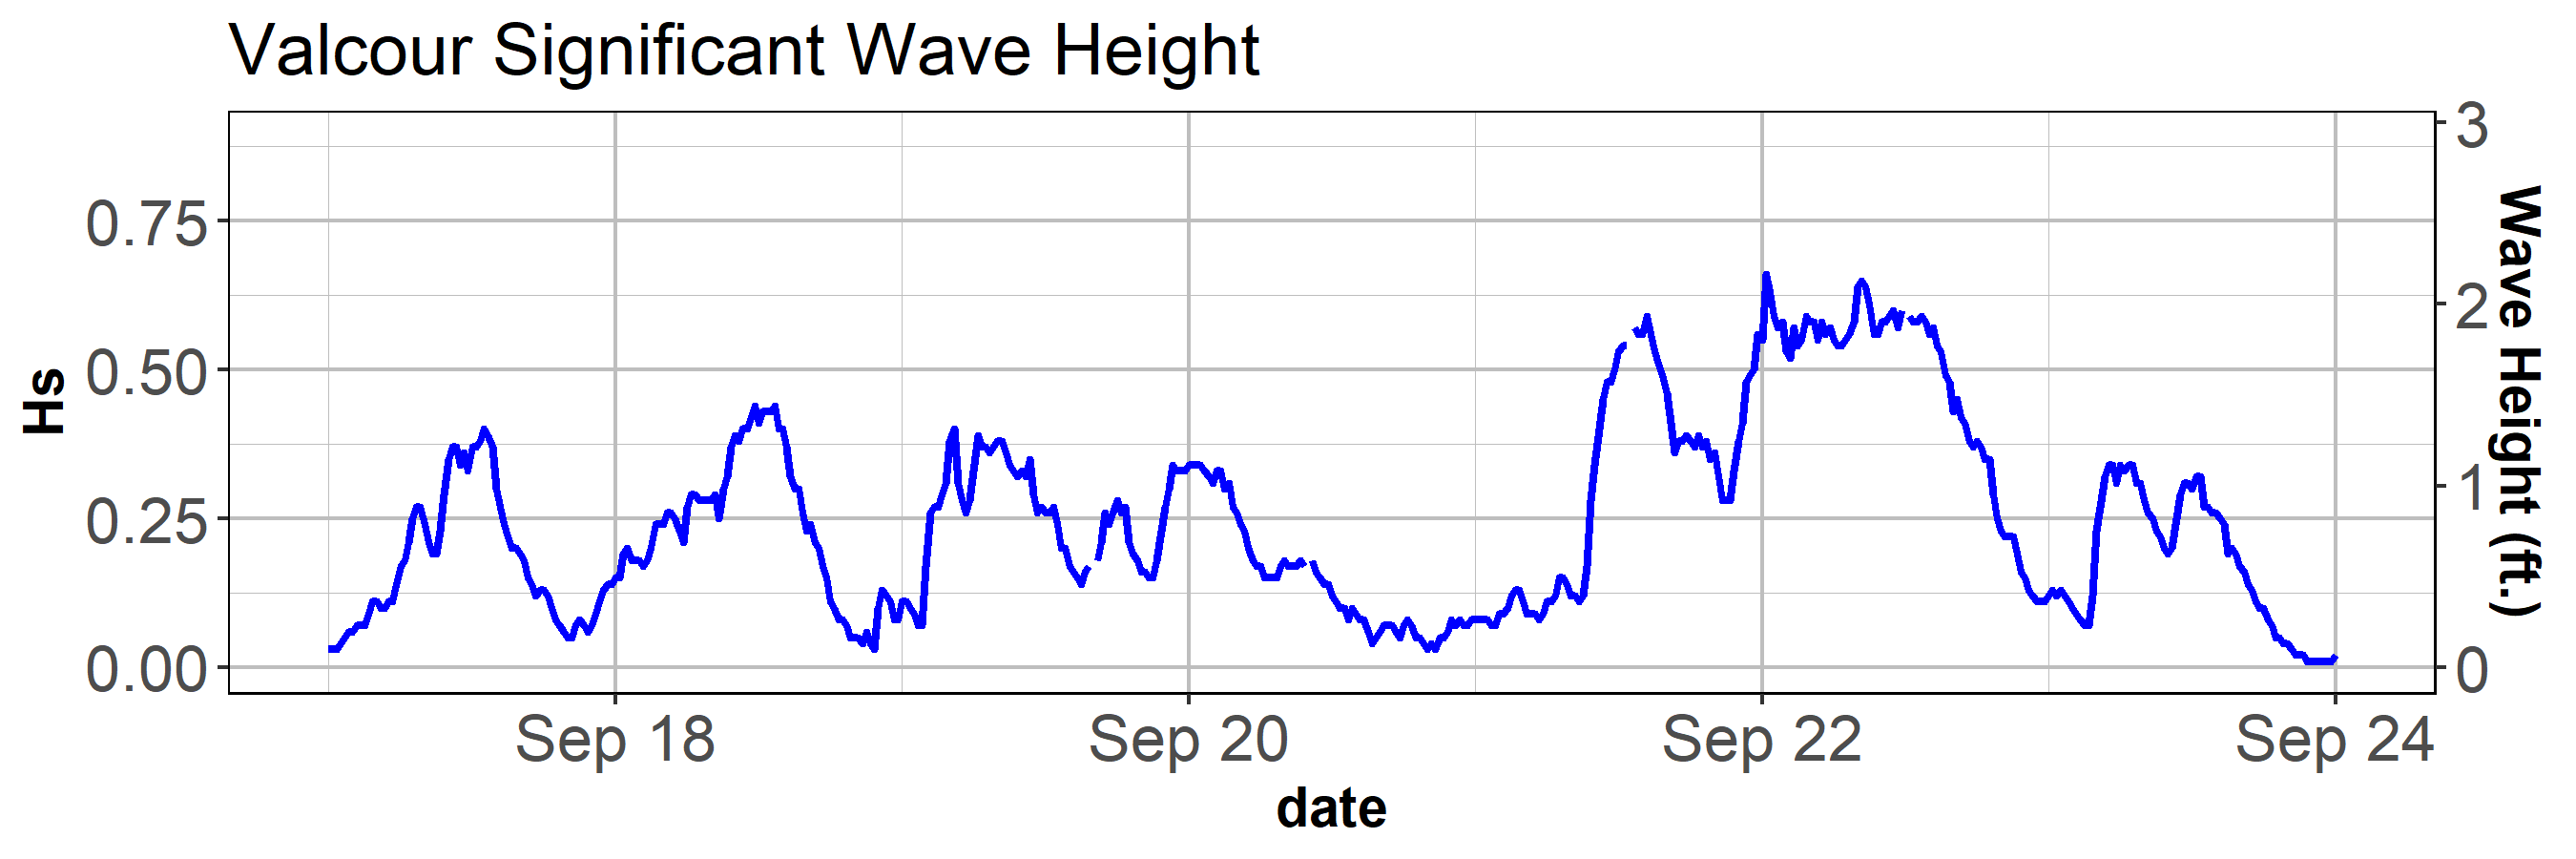 Valcour Significant Wave Height
3
0.75
2
0.50
Hs
Wave Height (ft.)
0.25
1
0.00
0
Sep 18
Sep 20
Sep 22
Sep 24
date